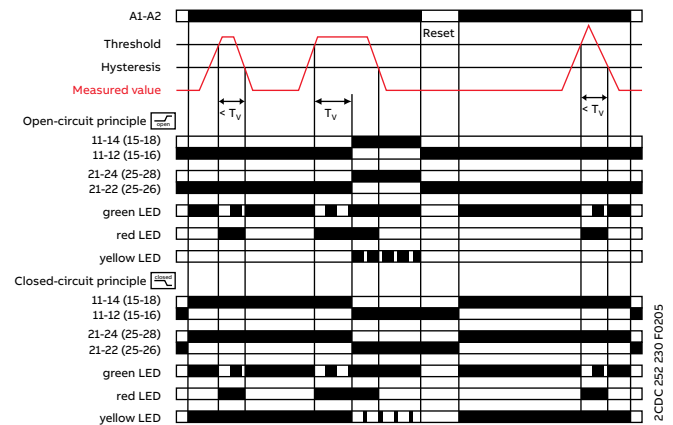 A1-A2
Reset
Threshold
Hysteresis
Measured value
< Tv
Tv
< Tv
Open-circuit principle open
11-14 (15-18)
11-12 (15-16)
21-24 (25-28)
21-22 (25-26)
green LED
red LED
yellow LED
Closed-circuit principle closed
11-14 (15-18)
11-12 (15-16)
21-24 (25-28)
21-22 (25-26)
green LED
red LED
yellow LED
2CDC 252 230 F0205